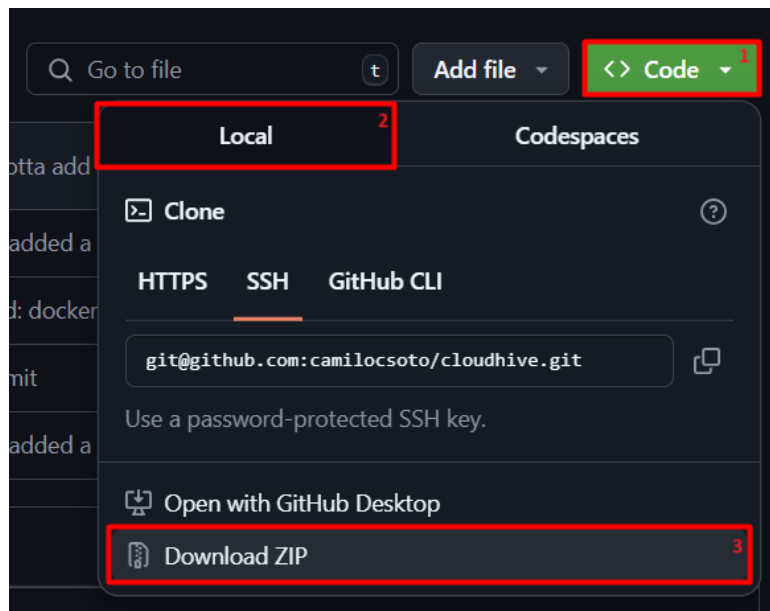 Go to file
t
Add file
<> Code
1
Local
2
Codespaces
otta add
Clone
?
added a
HTTPS SSH GitHub CLI
d: docker
git@github.com:camilocsoto/cloudhive.git
mit
Use a password-protected SSH key.
added a
Open with GitHub Desktop
Download ZIP
3